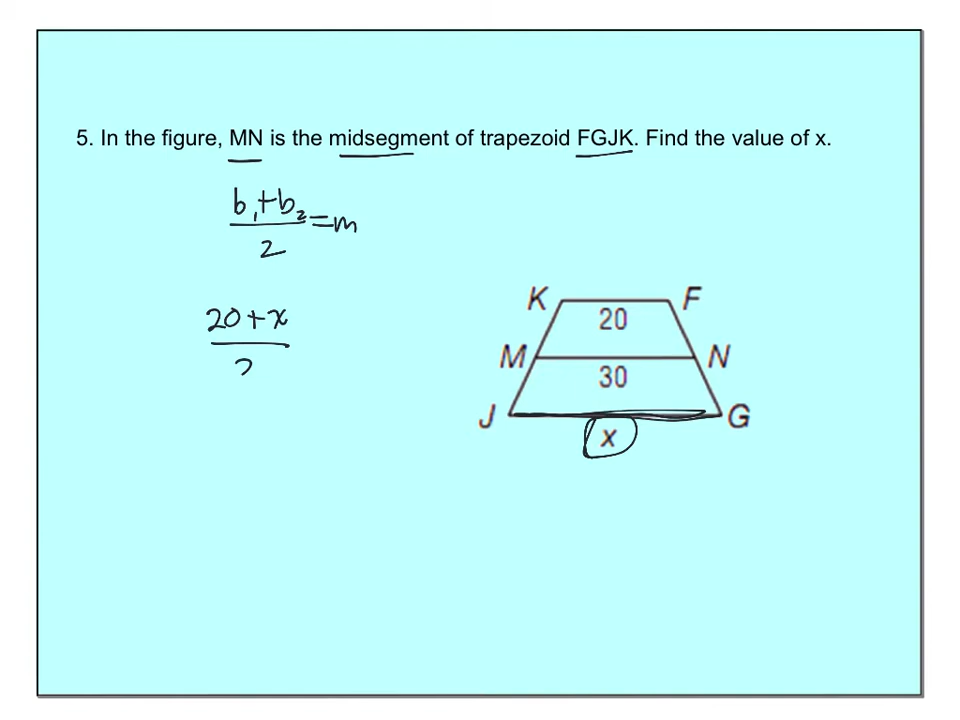 5. In the figure, MN is the midsegment of trapezoid FGJK. Find the value of x.
b₁+b₂
2
=m
20+x
2
K F
20
M N
30
J G
x